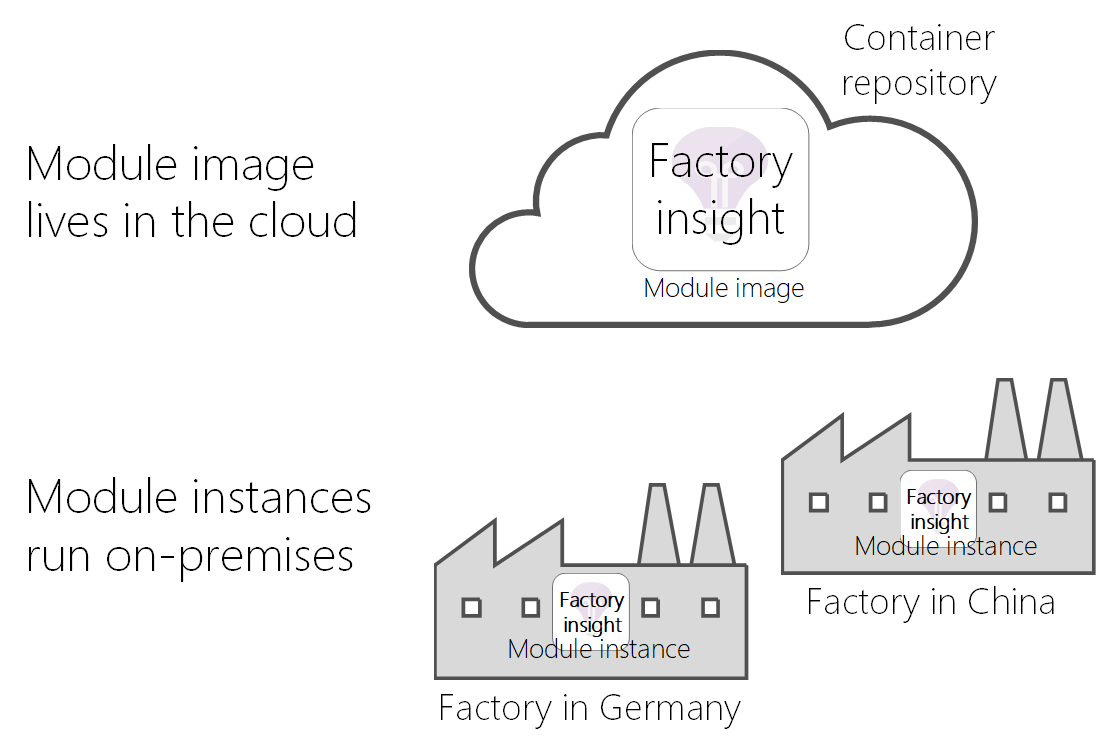 Container
repository
Module image
lives in the cloud
Factory
insight
Module image
Module instances
run on-premises
Factory
insight
Module instance
Factory in China
Factory
insight
Module instance
Factory in Germany